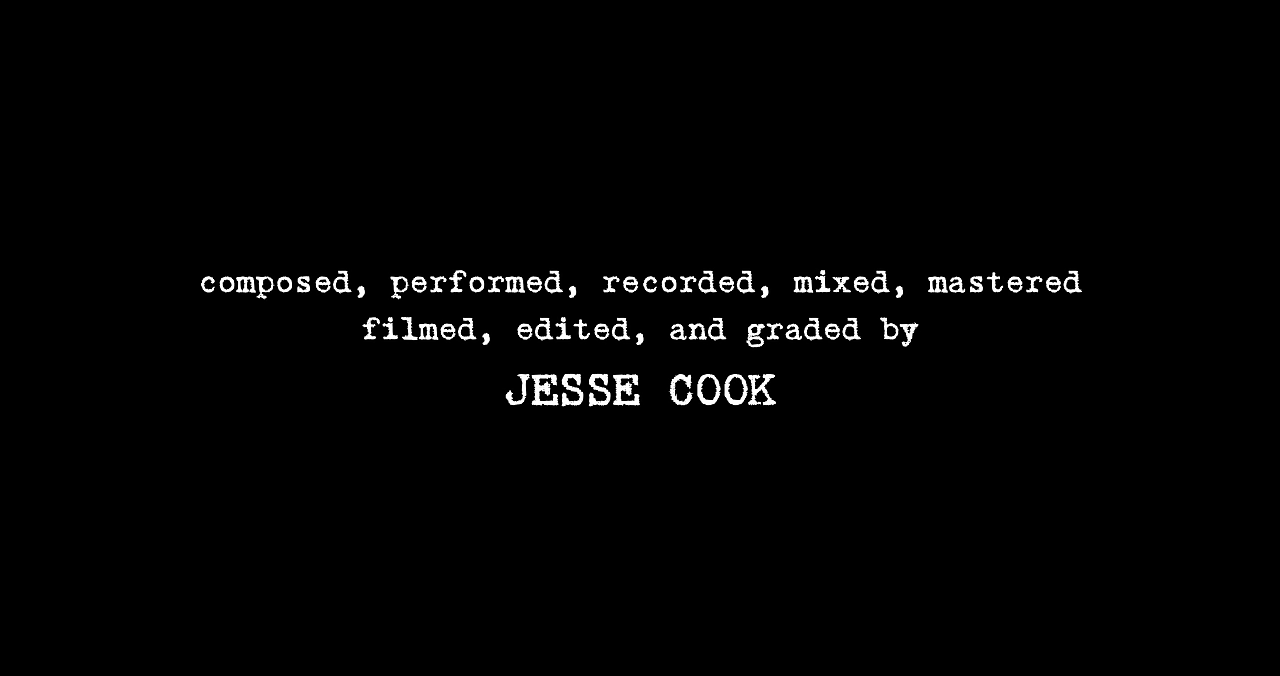 composed, performed, recorded, mixed, mastered
filmed, edited, and graded by
JESSE COOK